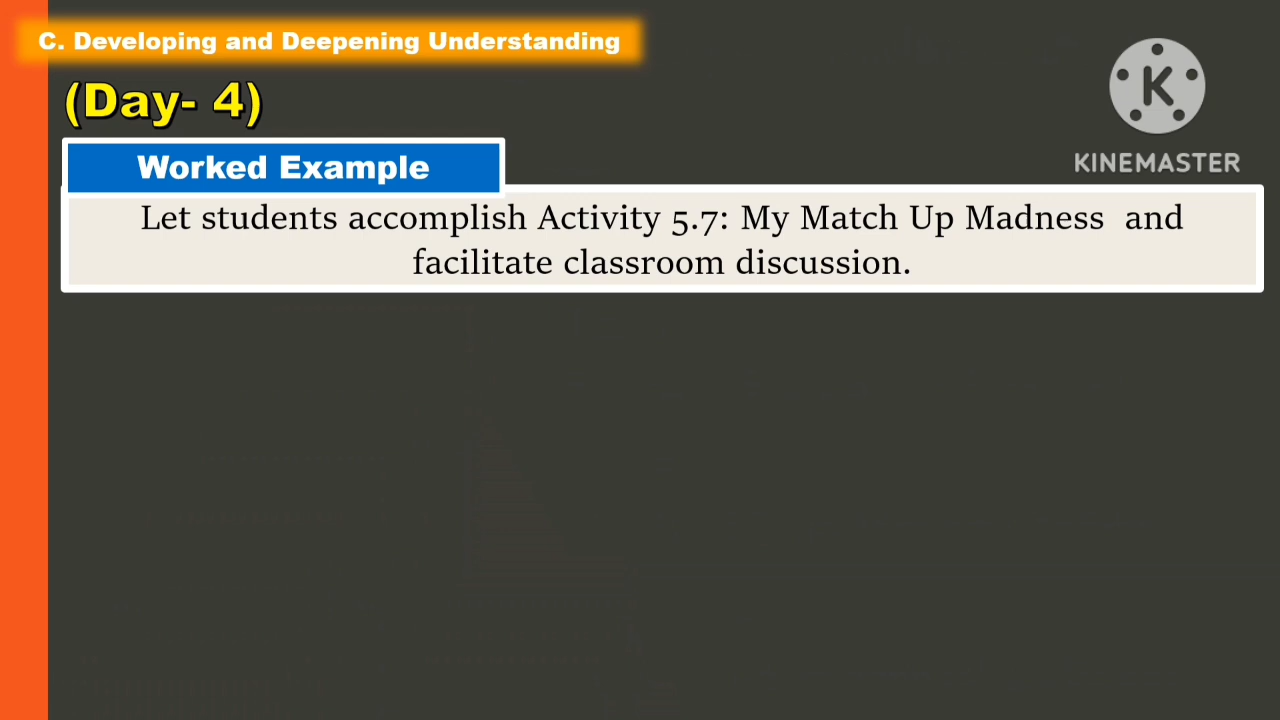 C. Developing and Deepening Understanding
(Day- 4)
K
KINEMASTER
Worked Example
Let students accomplish Activity 5.7: My Match Up Madness and
facilitate classroom discussion.